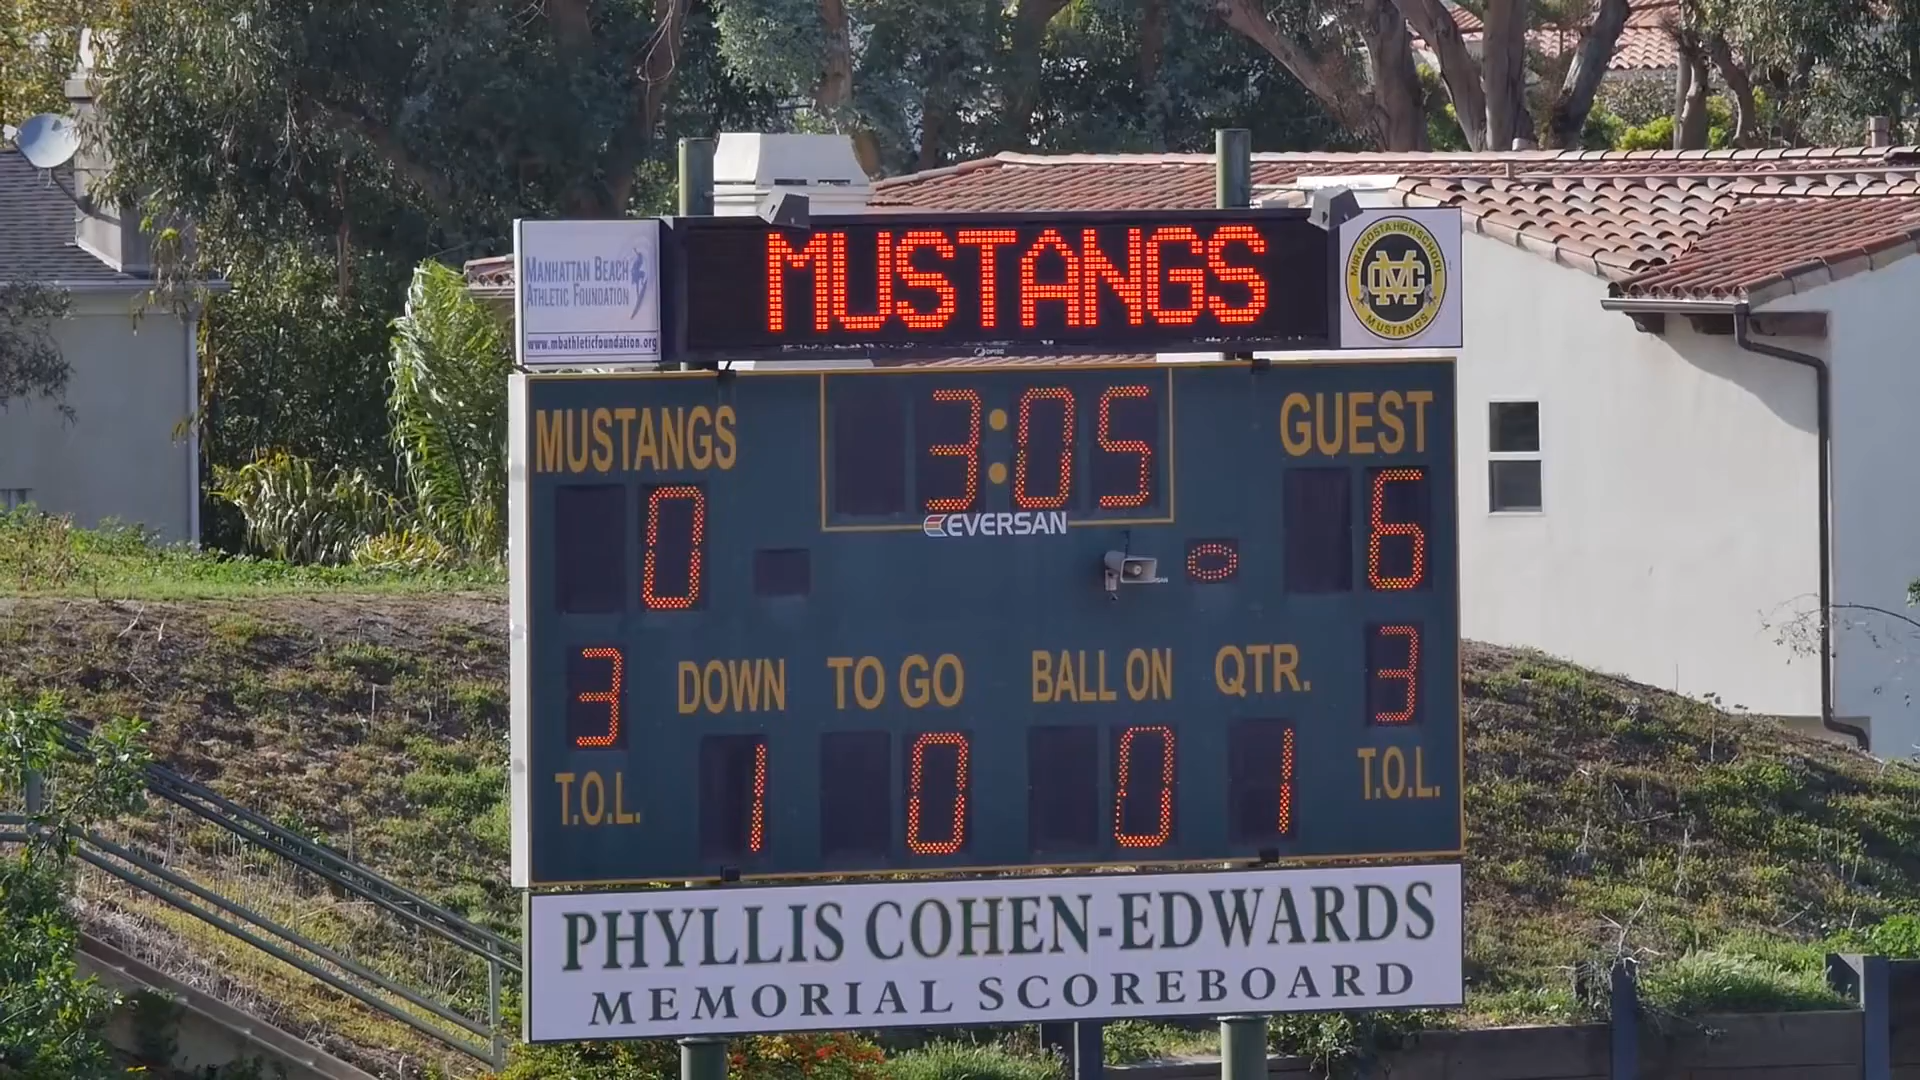 MANHATTAN BEACH
ATHLETIC FOUNDATION
www.mbathleticfoundation.org
MUSTANGS
MIRA COSTA HIGH SCHOOL
MC
MUSTANGS
OPTEC
MUSTANGS
3:05
GUEST
0
EVERSAN
6
3
DOWN
TO GO
BALL ON
QTR.
3
T.O.L.
1
0
0
1
T.O.L.
PHYLLIS COHEN-EDWARDS
MEMORIAL SCOREBOARD